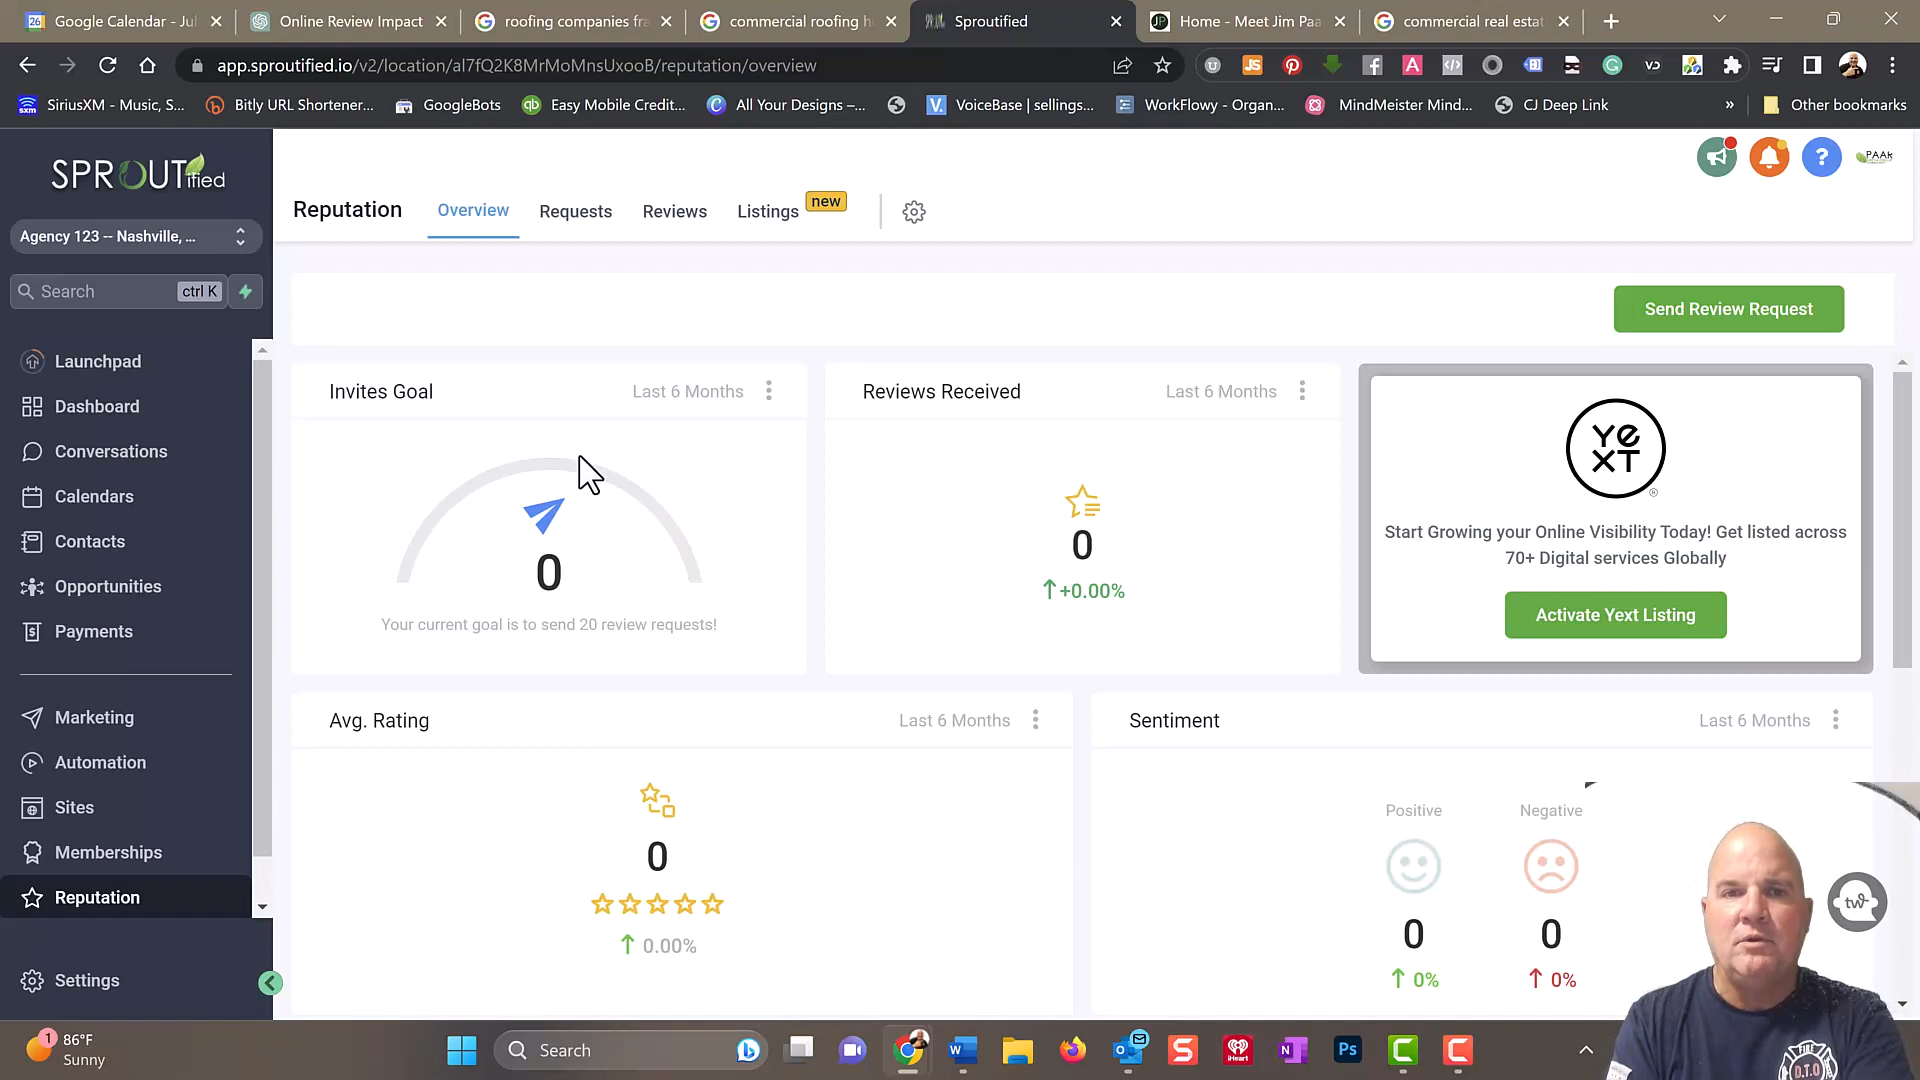 Google Calendar - Jul
Online Review Impact
roofing companies fra
commercial roofing h
Sproutified
Home - Meet Jim Paa
commercial real estat
app.sproutified.io/v2/location/al7fQ2K8MrMoMnsUxooB/reputation/overview
SiriusXM - Music, S...
Bitly URL Shortener...
GoogleBots
Easy Mobile Credit...
All Your Designs –...
VoiceBase | sellings...
WorkFlowy - Organ...
MindMeister Mind...
CJ Deep Link
»
Other bookmarks
SPROUTified
Agency 123 -- Nashville, ...
Search
ctrl K
Launchpad
Dashboard
Conversations
Calendars
Contacts
Opportunities
Payments
Marketing
Automation
Sites
Memberships
Reputation
Settings
Reputation
Overview
Requests
Reviews
Listings
new
?
PAAk
Send Review Request
Invites Goal
Last 6 Months
0
Your current goal is to send 20 review requests!
Reviews Received
Last 6 Months
0
+0.00%
YeXT
®
Start Growing your Online Visibility Today! Get listed across
70+ Digital services Globally
Activate Yext Listing
Avg. Rating
Last 6 Months
0
0.00%
Sentiment
Last 6 Months
Positive
Negative
0
0
0%
0%
FIRE
D.T.O
1
86°F
Sunny
Search
iHeart
Ps